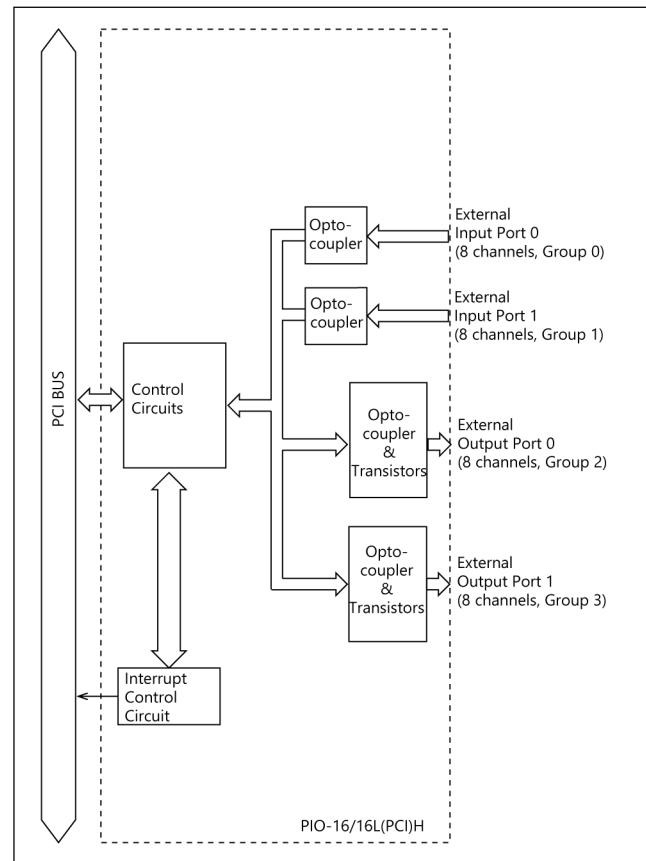 PCI BUS
Control
Circuits
Interrupt
Control
Circuit
Opto-
coupler
Opto-
coupler
Opto-
coupler
&
Transistors
Opto-
coupler
&
Transistors
External
Input Port 0
(8 channels, Group 0)
External
Input Port 1
(8 channels, Group 1)
External
Output Port 0
(8 channels, Group 2)
External
Output Port 1
(8 channels, Group 3)
PIO-16/16L(PCI)H